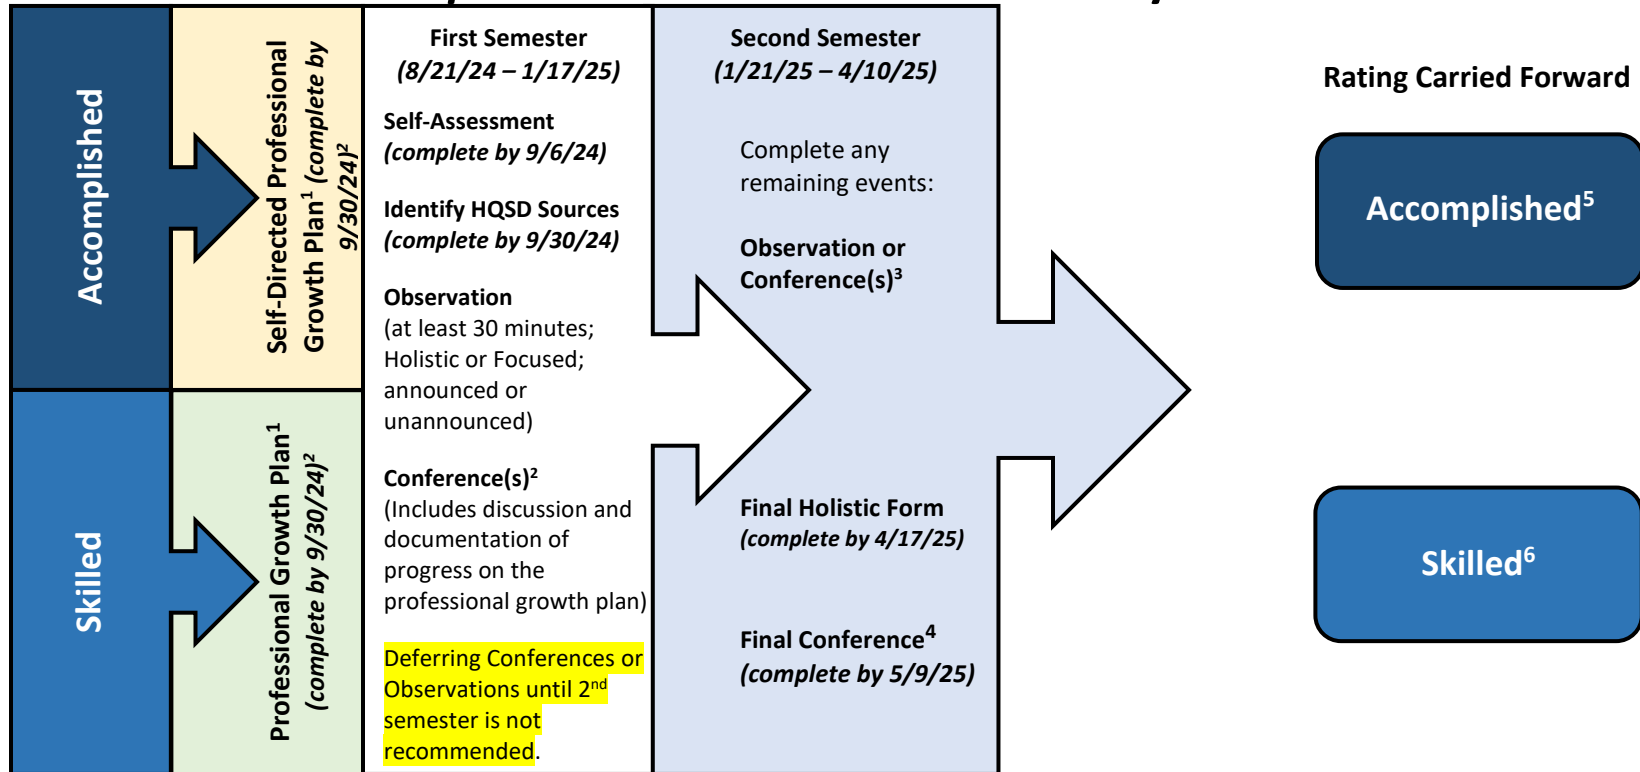 Accomplished
Self-Directed Professional
Growth Plan¹ (complete by
9/30/24)²
Skilled
Professional Growth Plan¹
(complete by 9/30/24)²
First Semester
(8/21/24 – 1/17/25)
Self-Assessment
(complete by 9/6/24)
Identify HQSD Sources
(complete by 9/30/24)
Observation
(at least 30 minutes;
Holistic or Focused;
announced or
unannounced)
Conference(s)²
(Includes discussion and
documentation of
progress on the
professional growth plan)
Deferring Conferences or
Observations until 2nd
semester is not
recommended.
Second Semester
(1/21/25 – 4/10/25)
Complete any
remaining events:
Observation or
Conference(s)³
Final Holistic Form
(complete by 4/17/25)
Final Conference⁴
(complete by 5/9/25)
Rating Carried Forward
Accomplished⁵
Skilled⁶